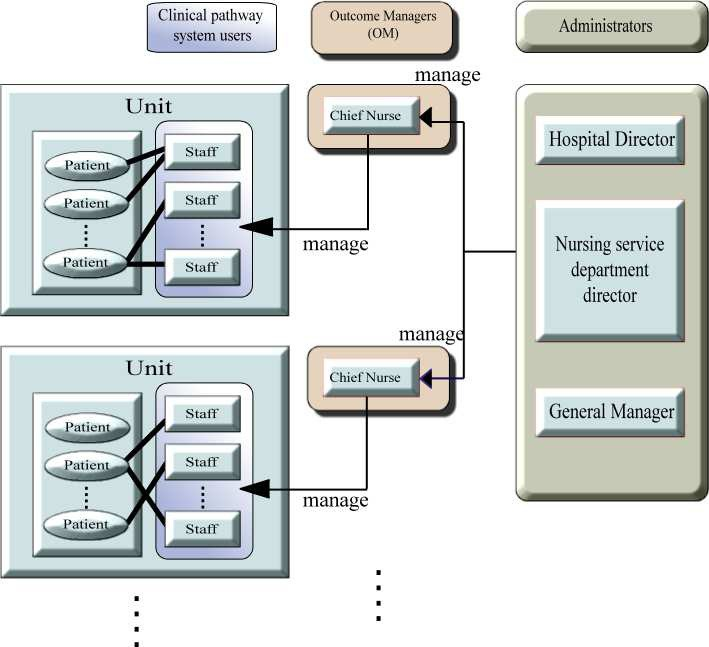 Clinical pathway
system users
Outcome Managers
(OM)
Administrators
manage
Unit
Patient
Patient
Patient
Staff
Staff
Staff
Chief Nurse
manage
Hospital Director
Nursing service
department
director
General Manager
manage
Unit
Patient
Patient
Patient
Staff
Staff
Staff
Chief Nurse
manage